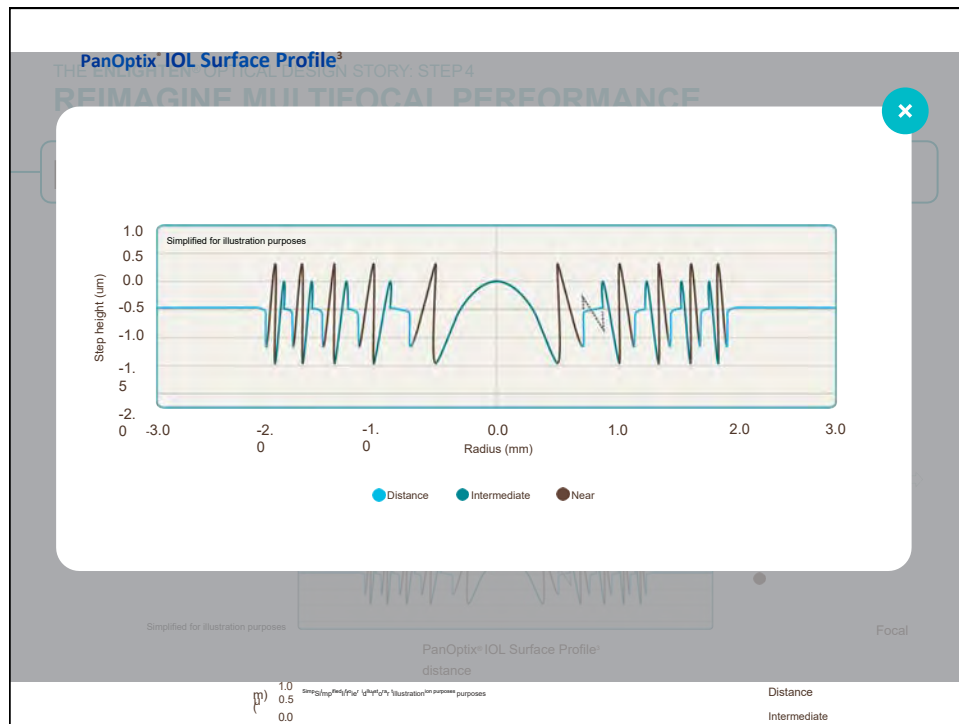 PanOptix® IOL Surface Profile³
THE ENLIGHTEN® OPTICAL DESIGN STORY: STEP 4
REIMAGINE MULTIFOCAL PERFORMANCE
×
Simplified for illustration purposes
Step height (um)
1.0
0.5
0.0
-0.5
-1.0
-1.
5
-2.
0
-3.0
-2.
0
-1.
0
0.0
1.0
2.0
3.0
Radius (mm)
Distance
Intermediate
Near
Simplified for illustration purposes
Focal
PanOptix® IOL Surface Profile³
distance
1.0
0.5
0.0
purposes
Distance
Intermediate